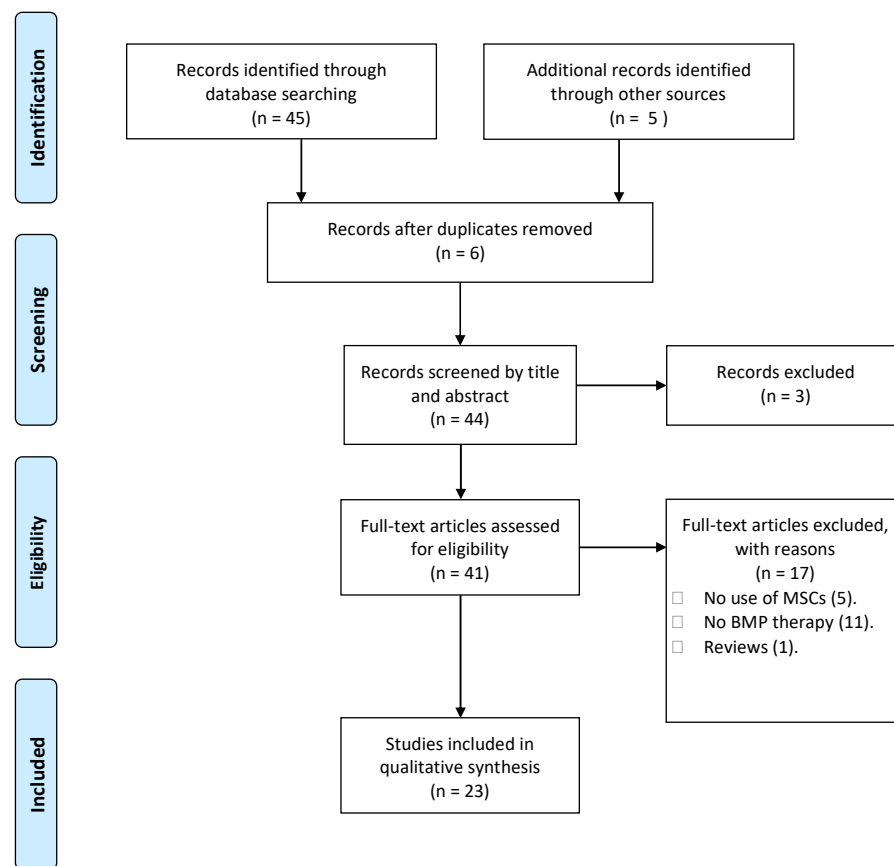 Identification
Records identified through
database searching
(n = 45)
Additional records identified
through other sources
(n = 5 )
Records after duplicates removed
(n = 6)
Screening
Records screened by title
and abstract
(n = 44)
Records excluded
(n = 3)
Eligibility
Full-text articles assessed
for eligibility
(n = 41)
Full-text articles excluded,
with reasons
(n = 17)
No use of MSCs (5).
No BMP therapy (11).
Reviews (1).
Included
Studies included in
qualitative synthesis
(n = 23)